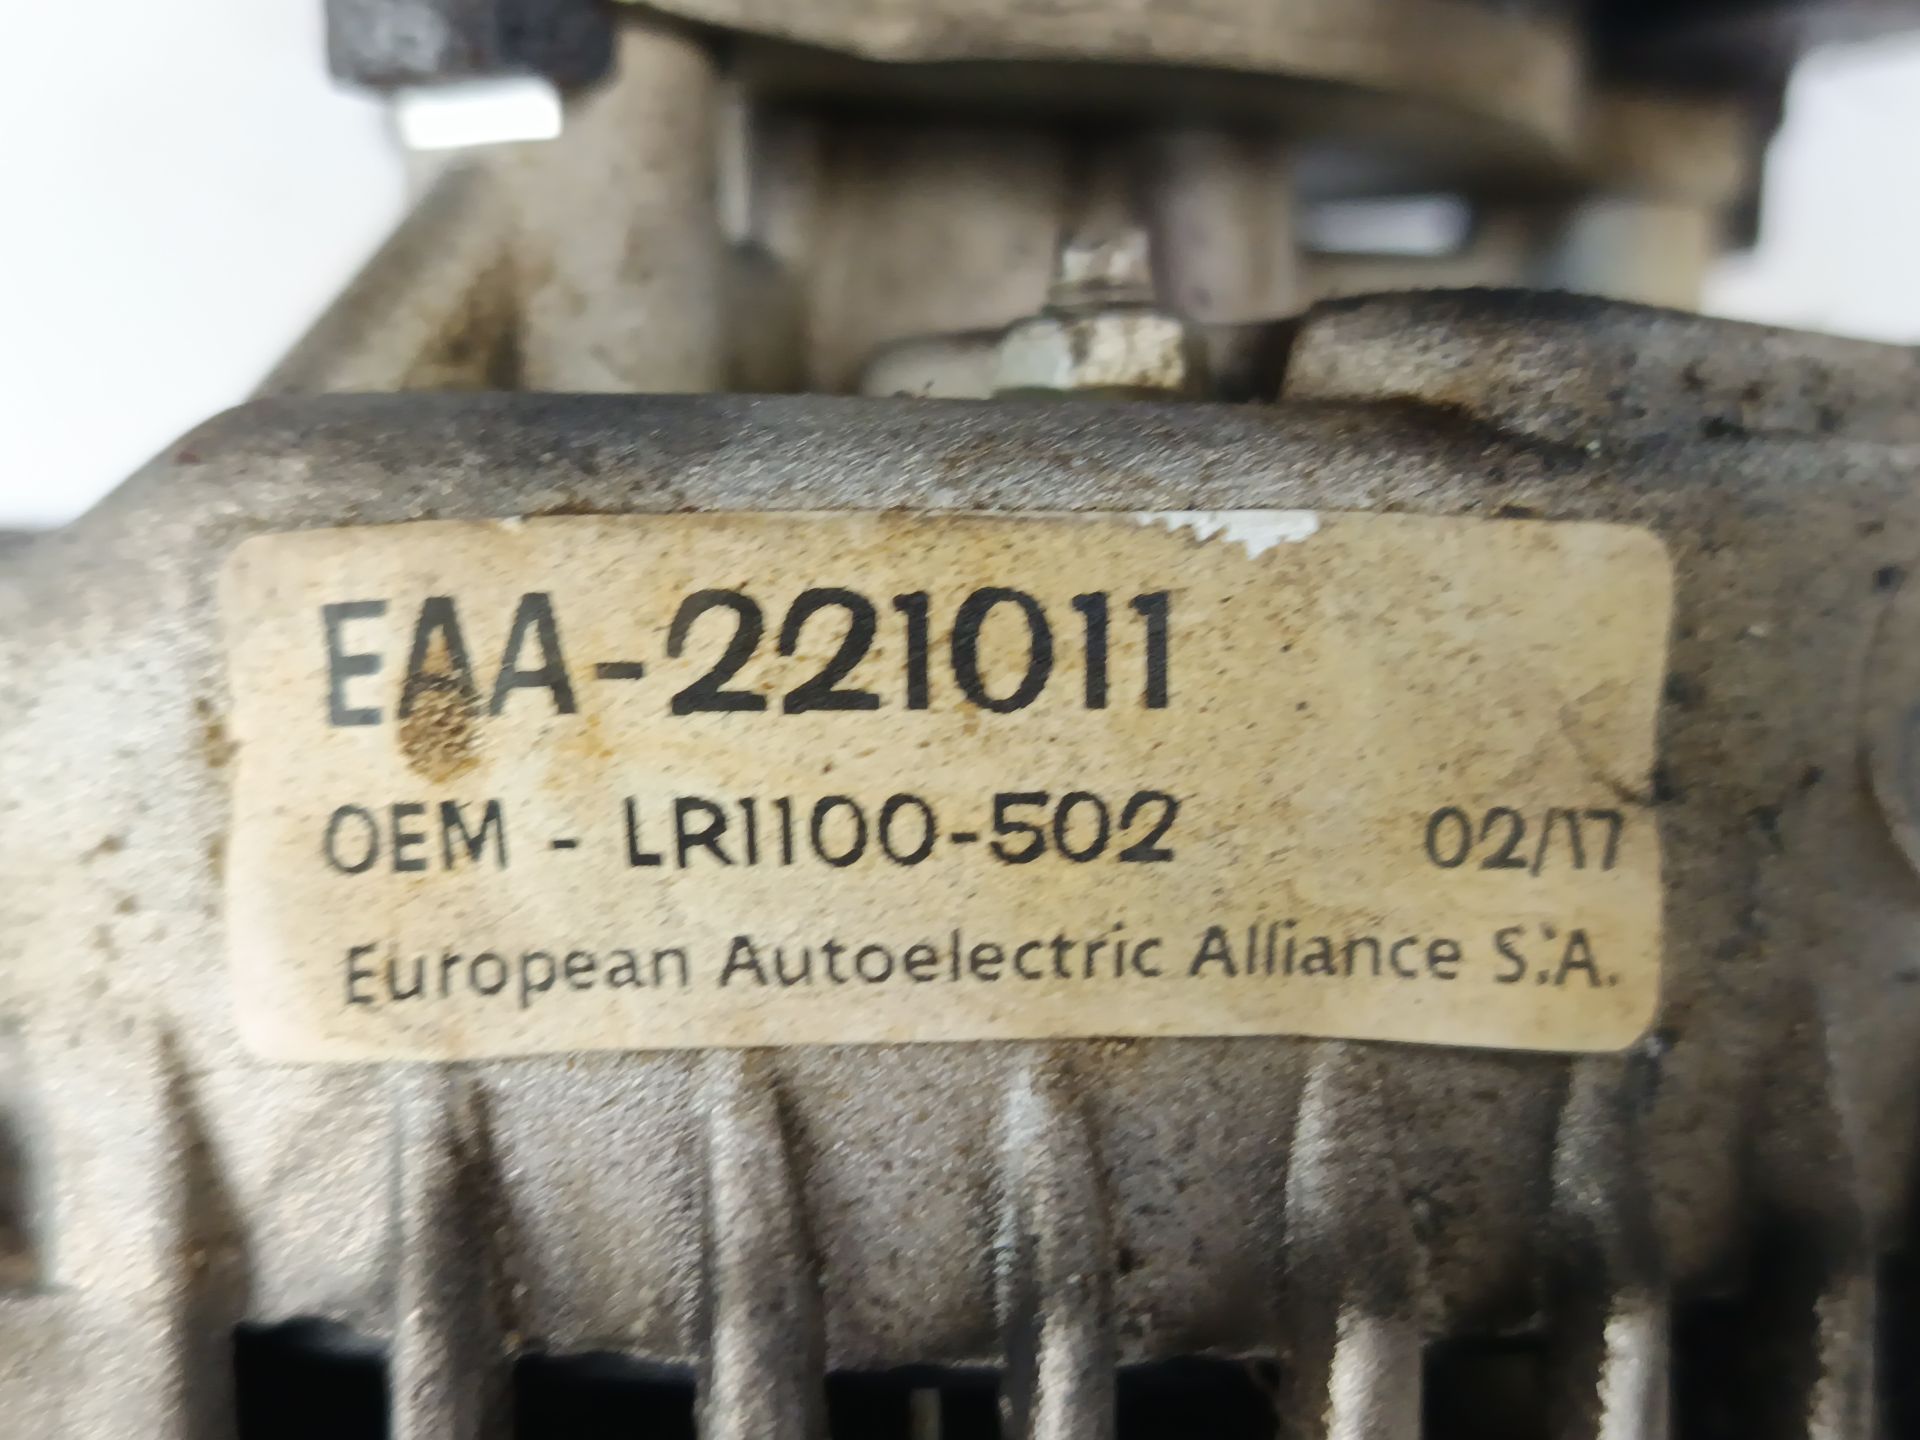 EAA-221011
OEM - LR1100-502 02/17
European Autoelectric Alliance S.A.